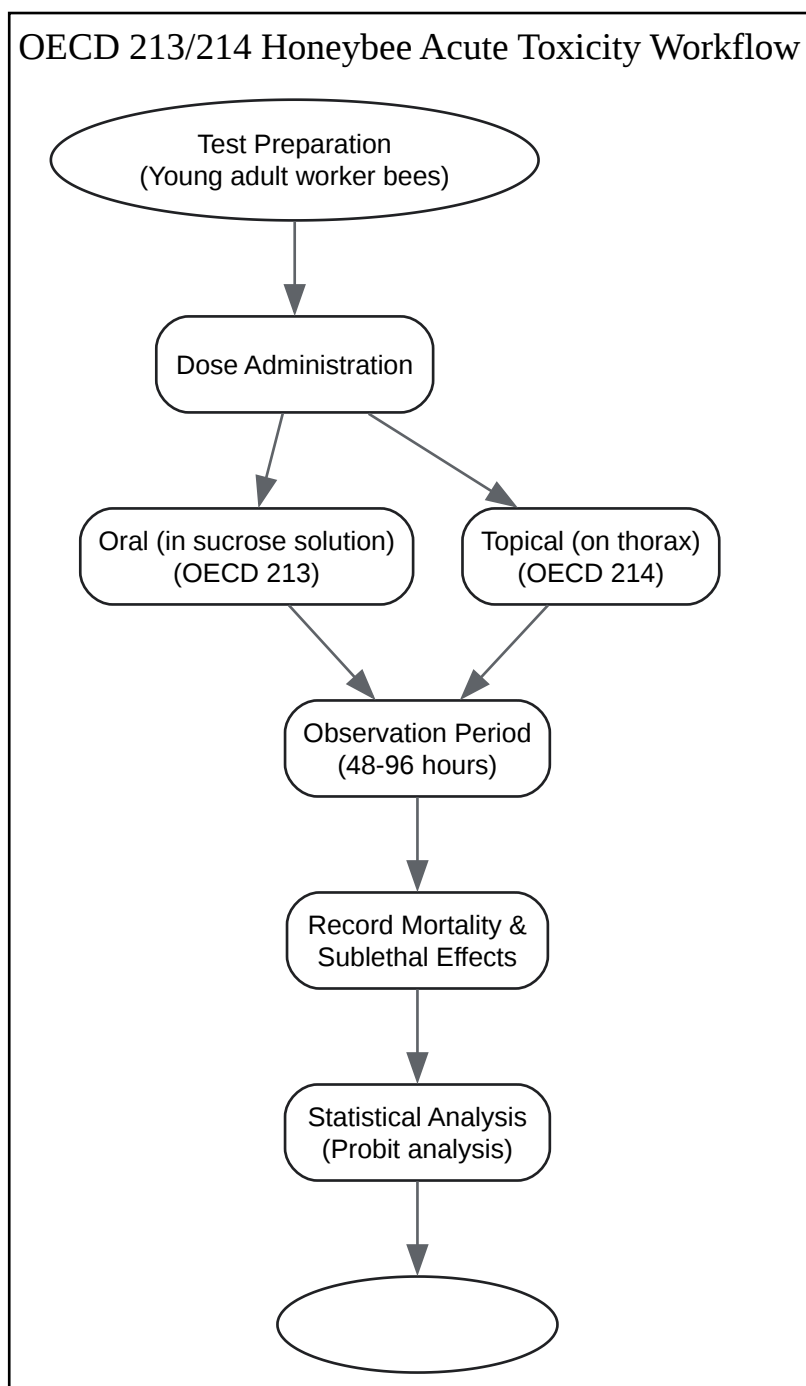 OECD 213/214 Honeybee Acute Toxicity Workflow
Test Preparation
(Young adult worker bees)
Dose Administration
Oral (in sucrose solution)
(OECD 213)
Topical (on thorax)
(OECD 214)
Observation Period
(48-96 hours)
Record Mortality &
Sublethal Effects
Statistical Analysis
(Probit analysis)